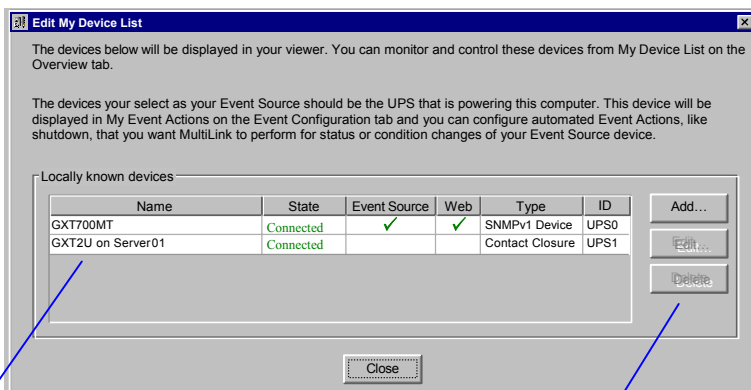 Edit My Device List
The devices below will be displayed in your viewer. You can monitor and control these devices from My Device List on the
Overview tab.
The devices your select as your Event Source should be the UPS that is powering this computer. This device will be
displayed in My Event Actions on the Event Configuration tab and you can configure automated Event Actions, like
shutdown, that you want MultiLink to perform for status or condition changes of your Event Source device.
Locally known devices
Name State Event Source Web Type ID
GXT700MT Connected ✓ ✓ SNMPv1 Device UPS0
GXT2U on Server01 Connected Contact Closure UPS1
Add...
Edit...
Delete
Close